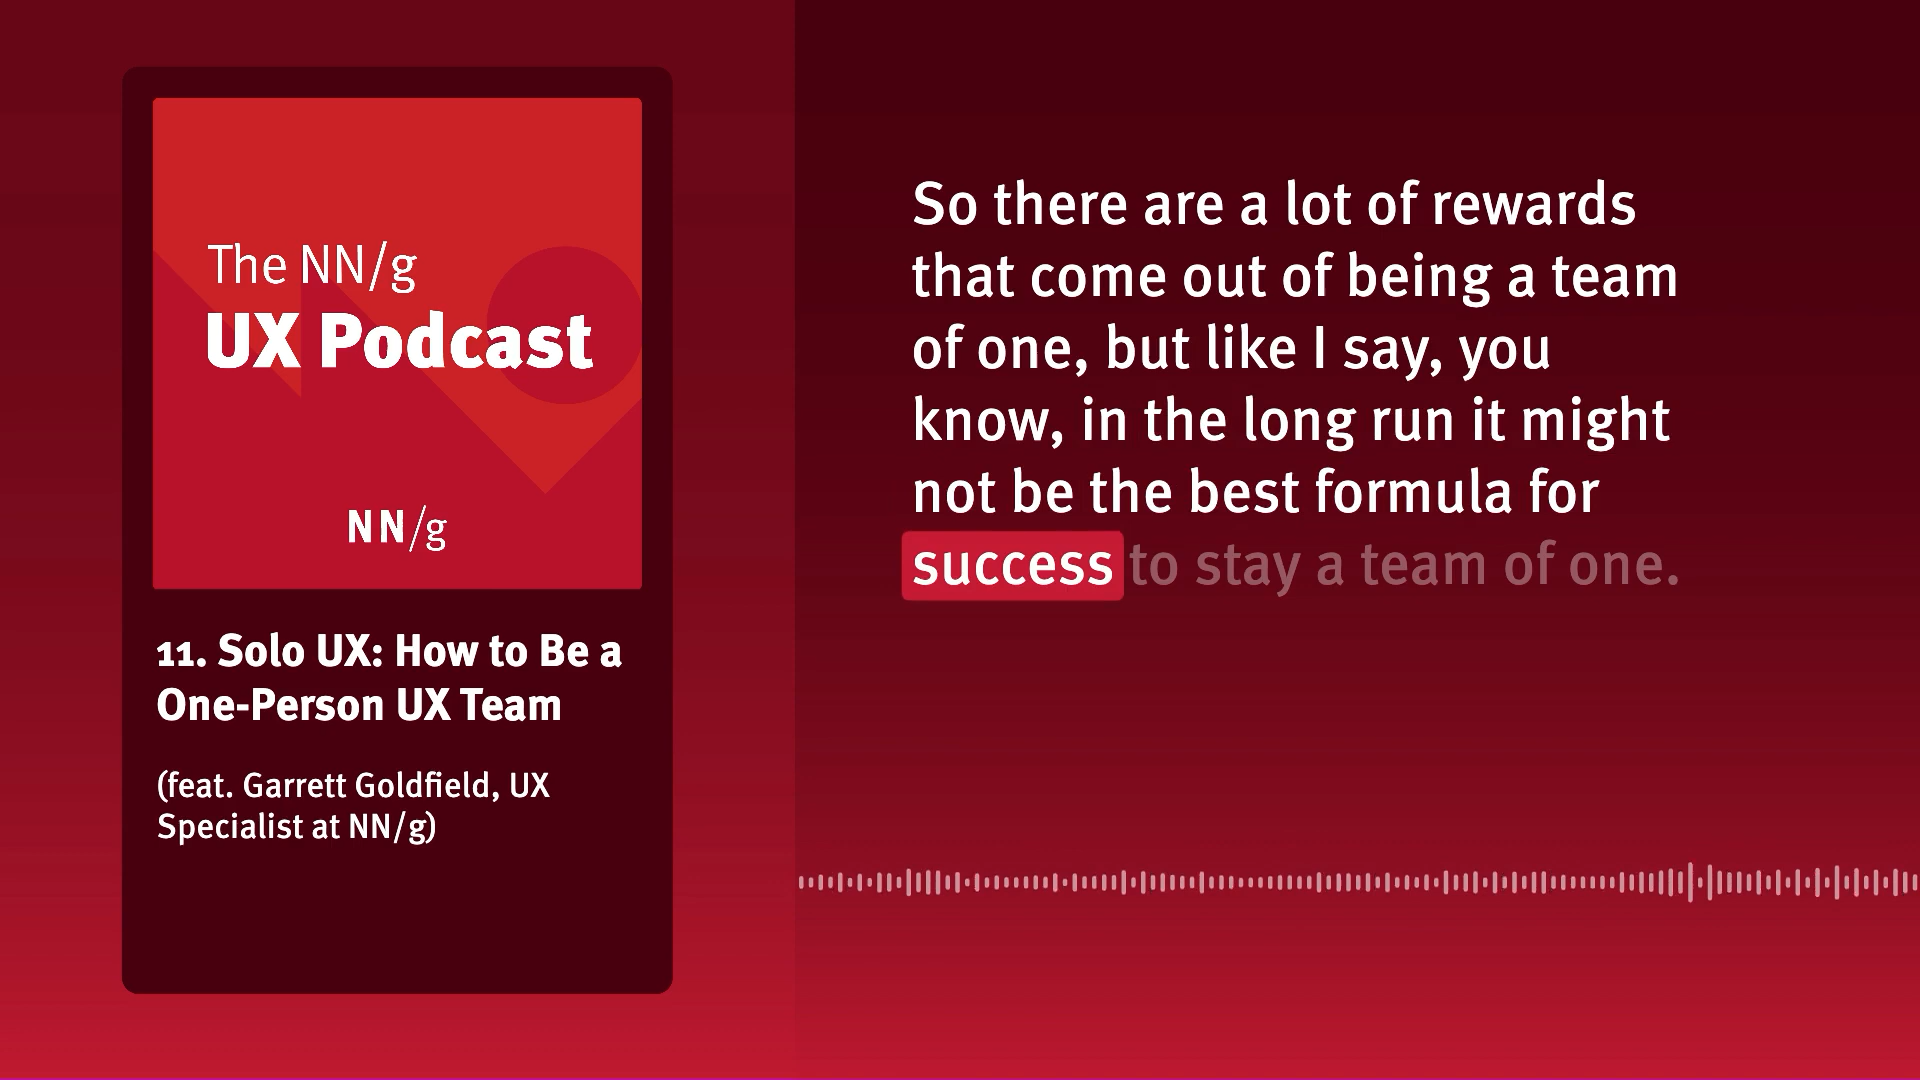 The NN/g
UX Podcast
NN/g
11. Solo UX: How to Be a
One-Person UX Team
(feat. Garrett Goldfield, UX
Specialist at NN/g)
So there are a lot of rewards
that come out of being a team
of one, but like I say, you
know, in the long run it might
not be the best formula for
success to stay a team of one.